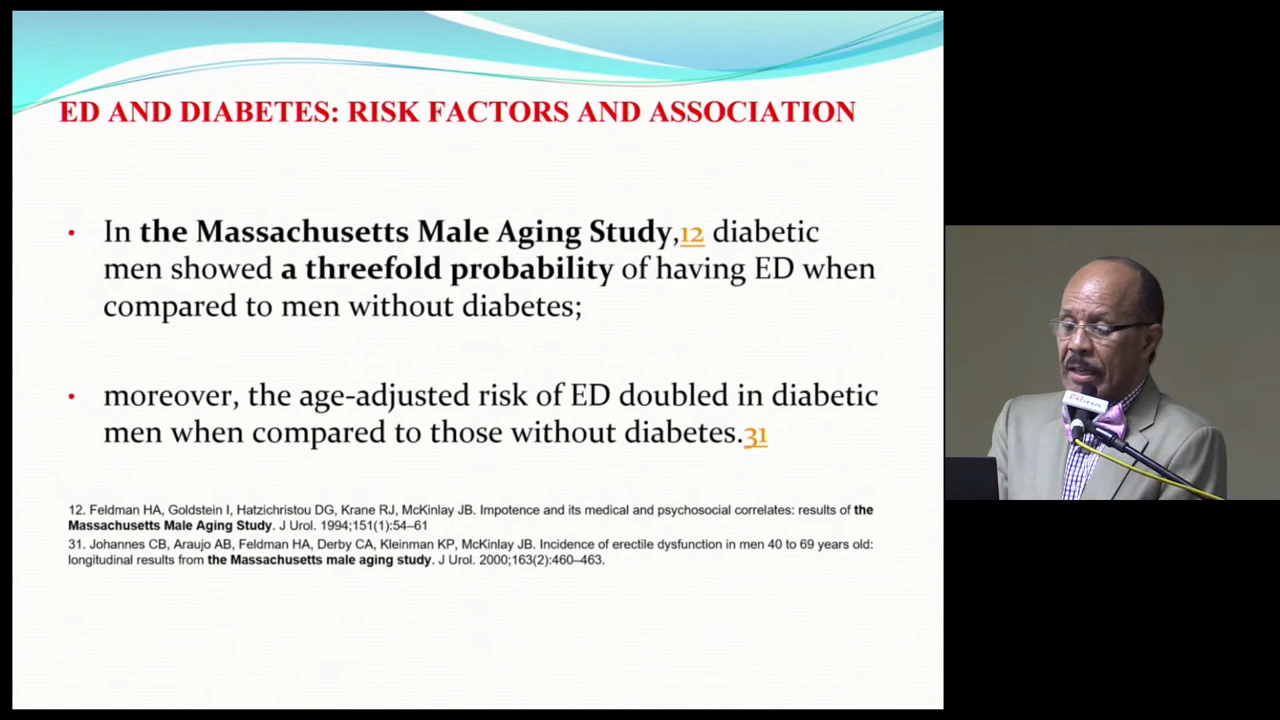 ED AND DIABETES: RISK FACTORS AND ASSOCIATION
• In the Massachusetts Male Aging Study,12 diabetic
men showed a threefold probability of having ED when
compared to men without diabetes;
• moreover, the age-adjusted risk of ED doubled in diabetic
men when compared to those without diabetes.31
12. Feldman HA, Goldstein I, Hatzichristou DG, Krane RJ, McKinlay JB. Impotence and its medical and psychosocial correlates: results of the
Massachusetts Male Aging Study. J Urol. 1994;151(1):54–61
31. Johannes CB, Araujo AB, Feldman HA, Derby CA, Kleinman KP, McKinlay JB. Incidence of erectile dysfunction in men 40 to 69 years old:
longitudinal results from the Massachusetts male aging study. J Urol. 2000;163(2):460–463.